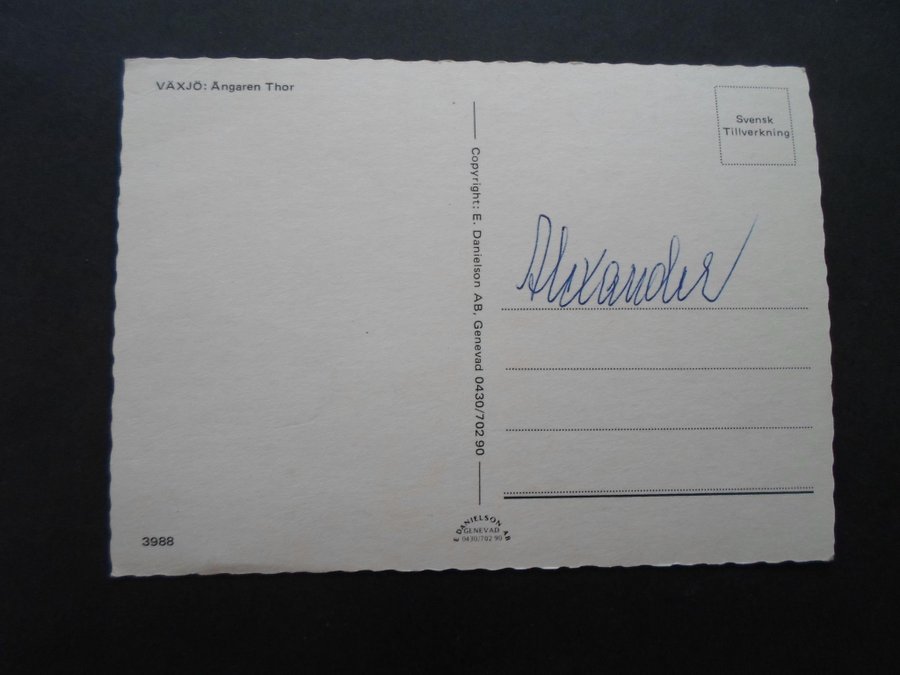 VÄXJÖ: Ångaren Thor
Svensk
Tillverkning
Copyright: E. Danielson AB, Genevad 0430/702 90
Alexander
3988
E DANIELSON AB
GENEVAD
0430/702 90